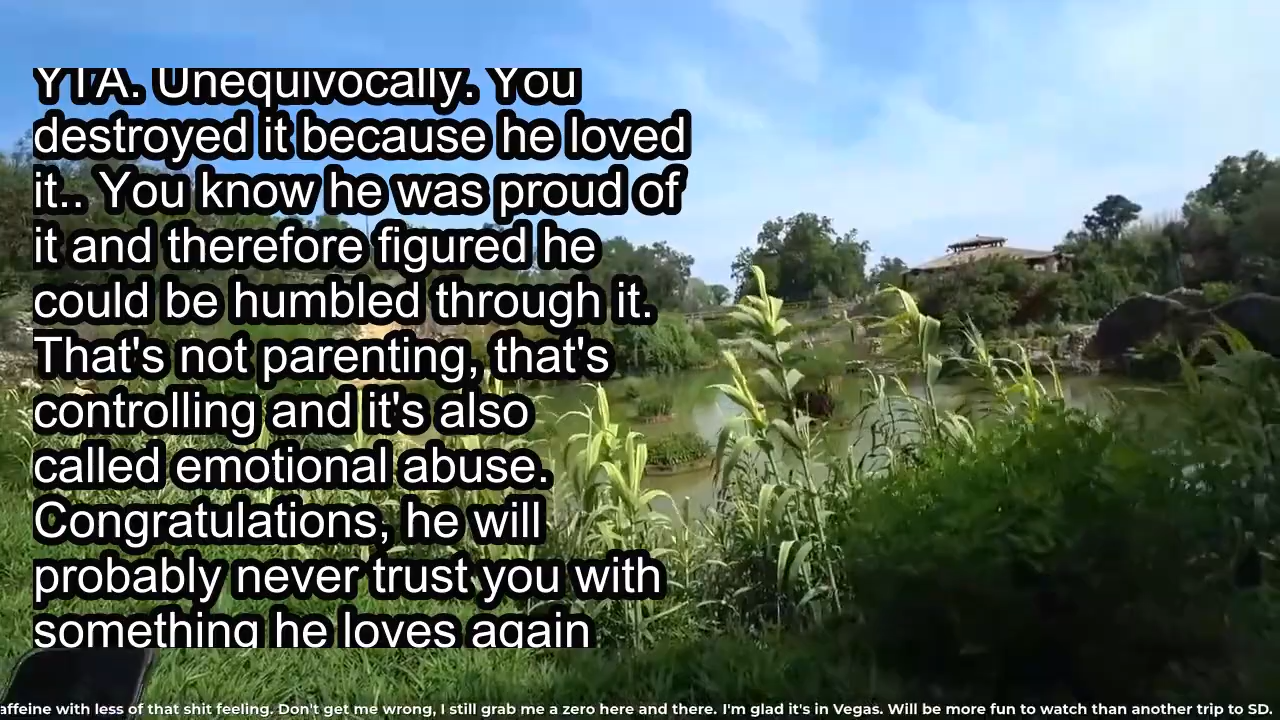 YTA. Unequivocally. You
destroyed it because he loved
it.. You know he was proud of
it and therefore figured he
could be humbled through it.
That's not parenting, that's
controlling and it's also
called emotional abuse.
Congratulations, he will
probably never trust you with
something he loves again
affeine with less of that shit feeling. Don't get me wrong, I still grab me a zero here and there. I'm glad it's in Vegas. Will be more fun to watch than another trip to SD.